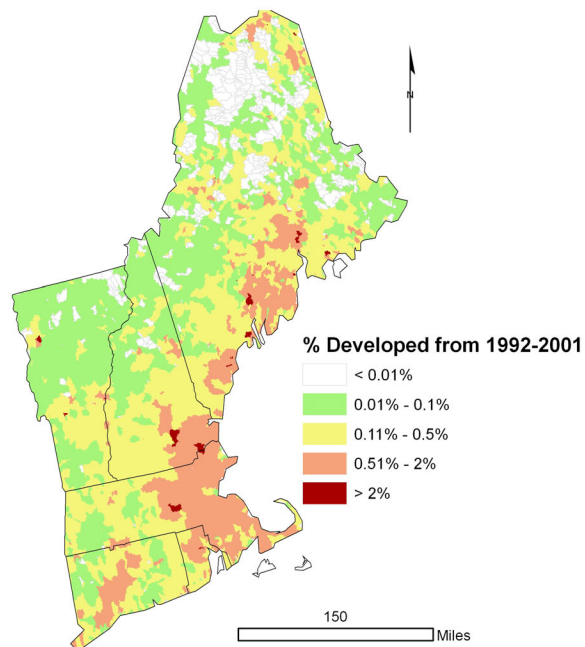 N
% Developed from 1992-2001
< 0.01%
0.01% - 0.1%
0.11% - 0.5%
0.51% - 2%
> 2%
150
Miles